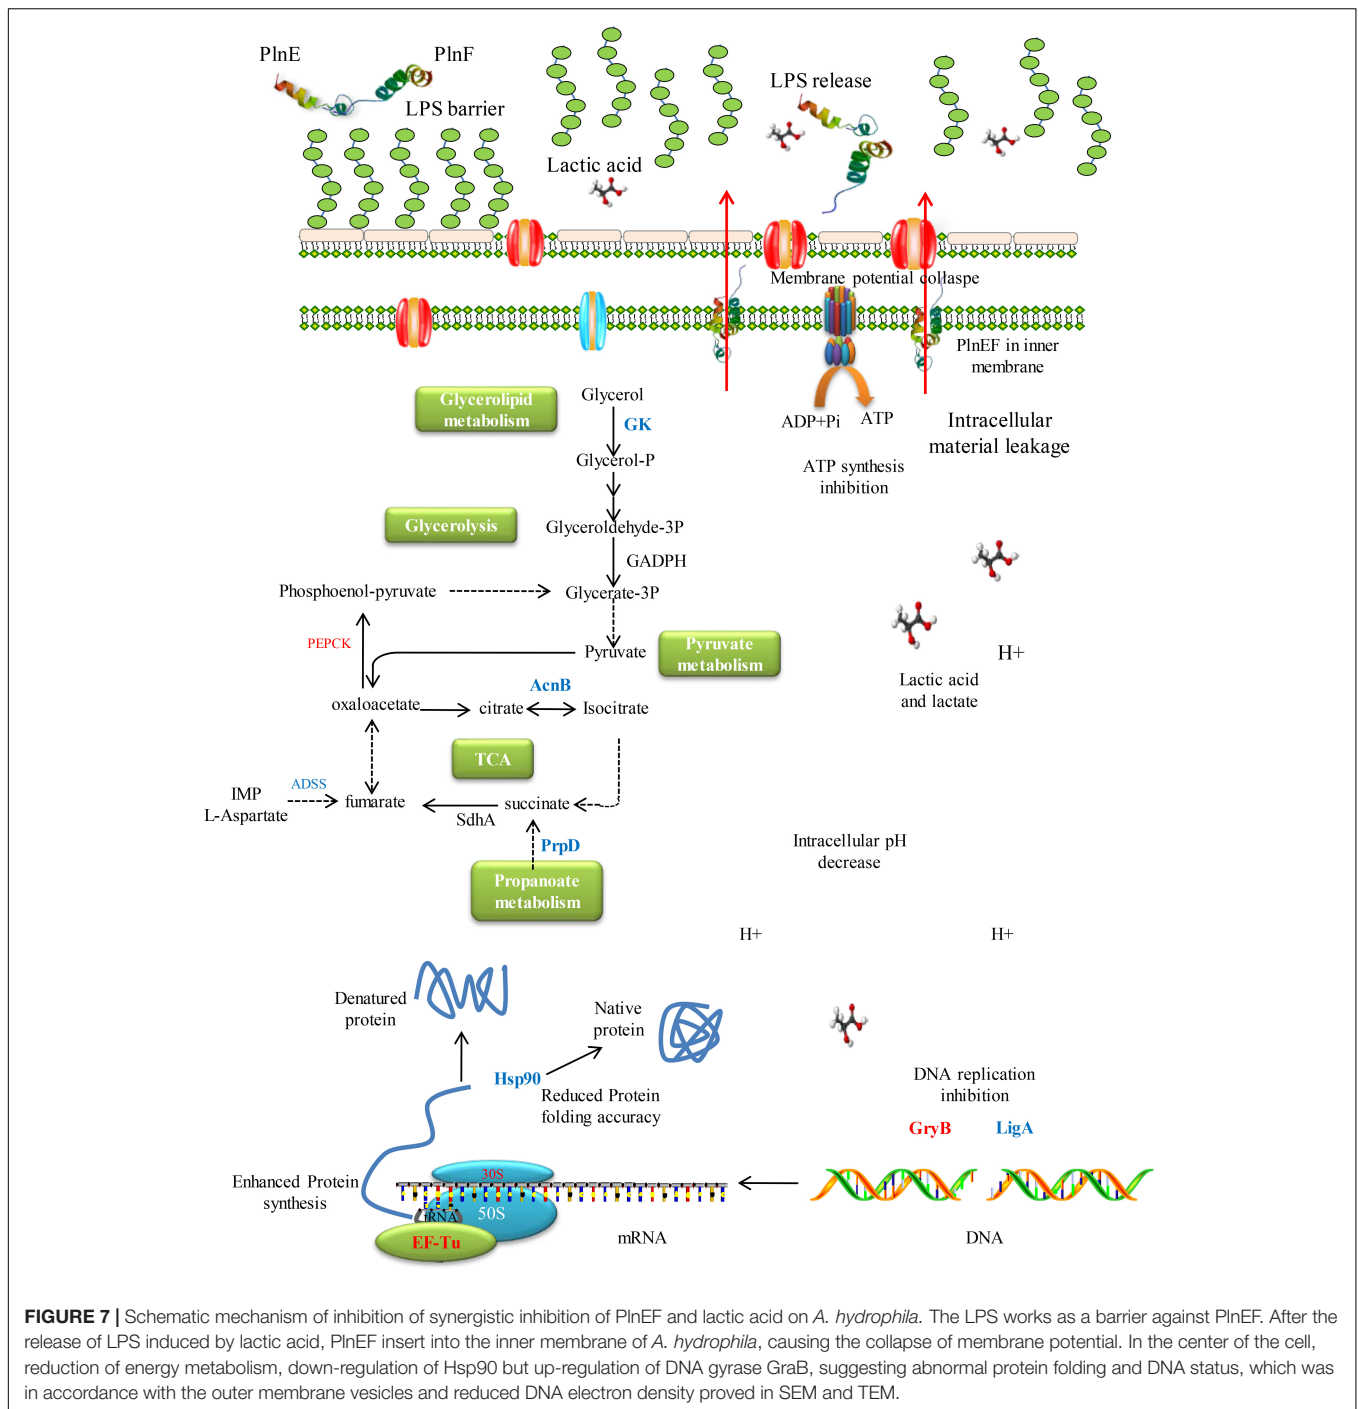 PlnE
PlnF
LPS barrier
Lactic acid
LPS release
Membrane potential collaspe
PlnEF in inner
membrane
ADP+Pi
ATP
ATP synthesis
inhibition
Intracellular
material leakage
Glycerolipid
metabolism
Glycerol
GK
Glycerol-P
Glycerolysis
Glyceroldehyde-3P
GADPH
Phosphoenol-pyruvate
Glycerate-3P
PEPCK
Pyruvate
Pyruvate
metabolism
Lactic acid
and lactate
H+
oxaloacetate
citrate
AcnB
Isocitrate
TCA
IMP
L-Aspartate
ADSS
fumarate
SdhA
succinate
PrpD
Propanoate
metabolism
Intracellular pH
decrease
H+
H+
Denatured
protein
Native
protein
Hsp90
Reduced Protein
folding accuracy
DNA replication
inhibition
GryB
LigA
Enhanced Protein
synthesis
30S
50S
tRNA
EF-Tu
mRNA
DNA
FIGURE 7 | Schematic mechanism of inhibition of synergistic inhibition of PlnEF and lactic acid on A. hydrophila. The LPS works as a barrier against PlnEF. After the
release of LPS induced by lactic acid, PlnEF insert into the inner membrane of A. hydrophila, causing the collapse of membrane potential. In the center of the cell,
reduction of energy metabolism, down-regulation of Hsp90 but up-regulation of DNA gyrase GraB, suggesting abnormal protein folding and DNA status, which was
in accordance with the outer membrane vesicles and reduced DNA electron density proved in SEM and TEM.